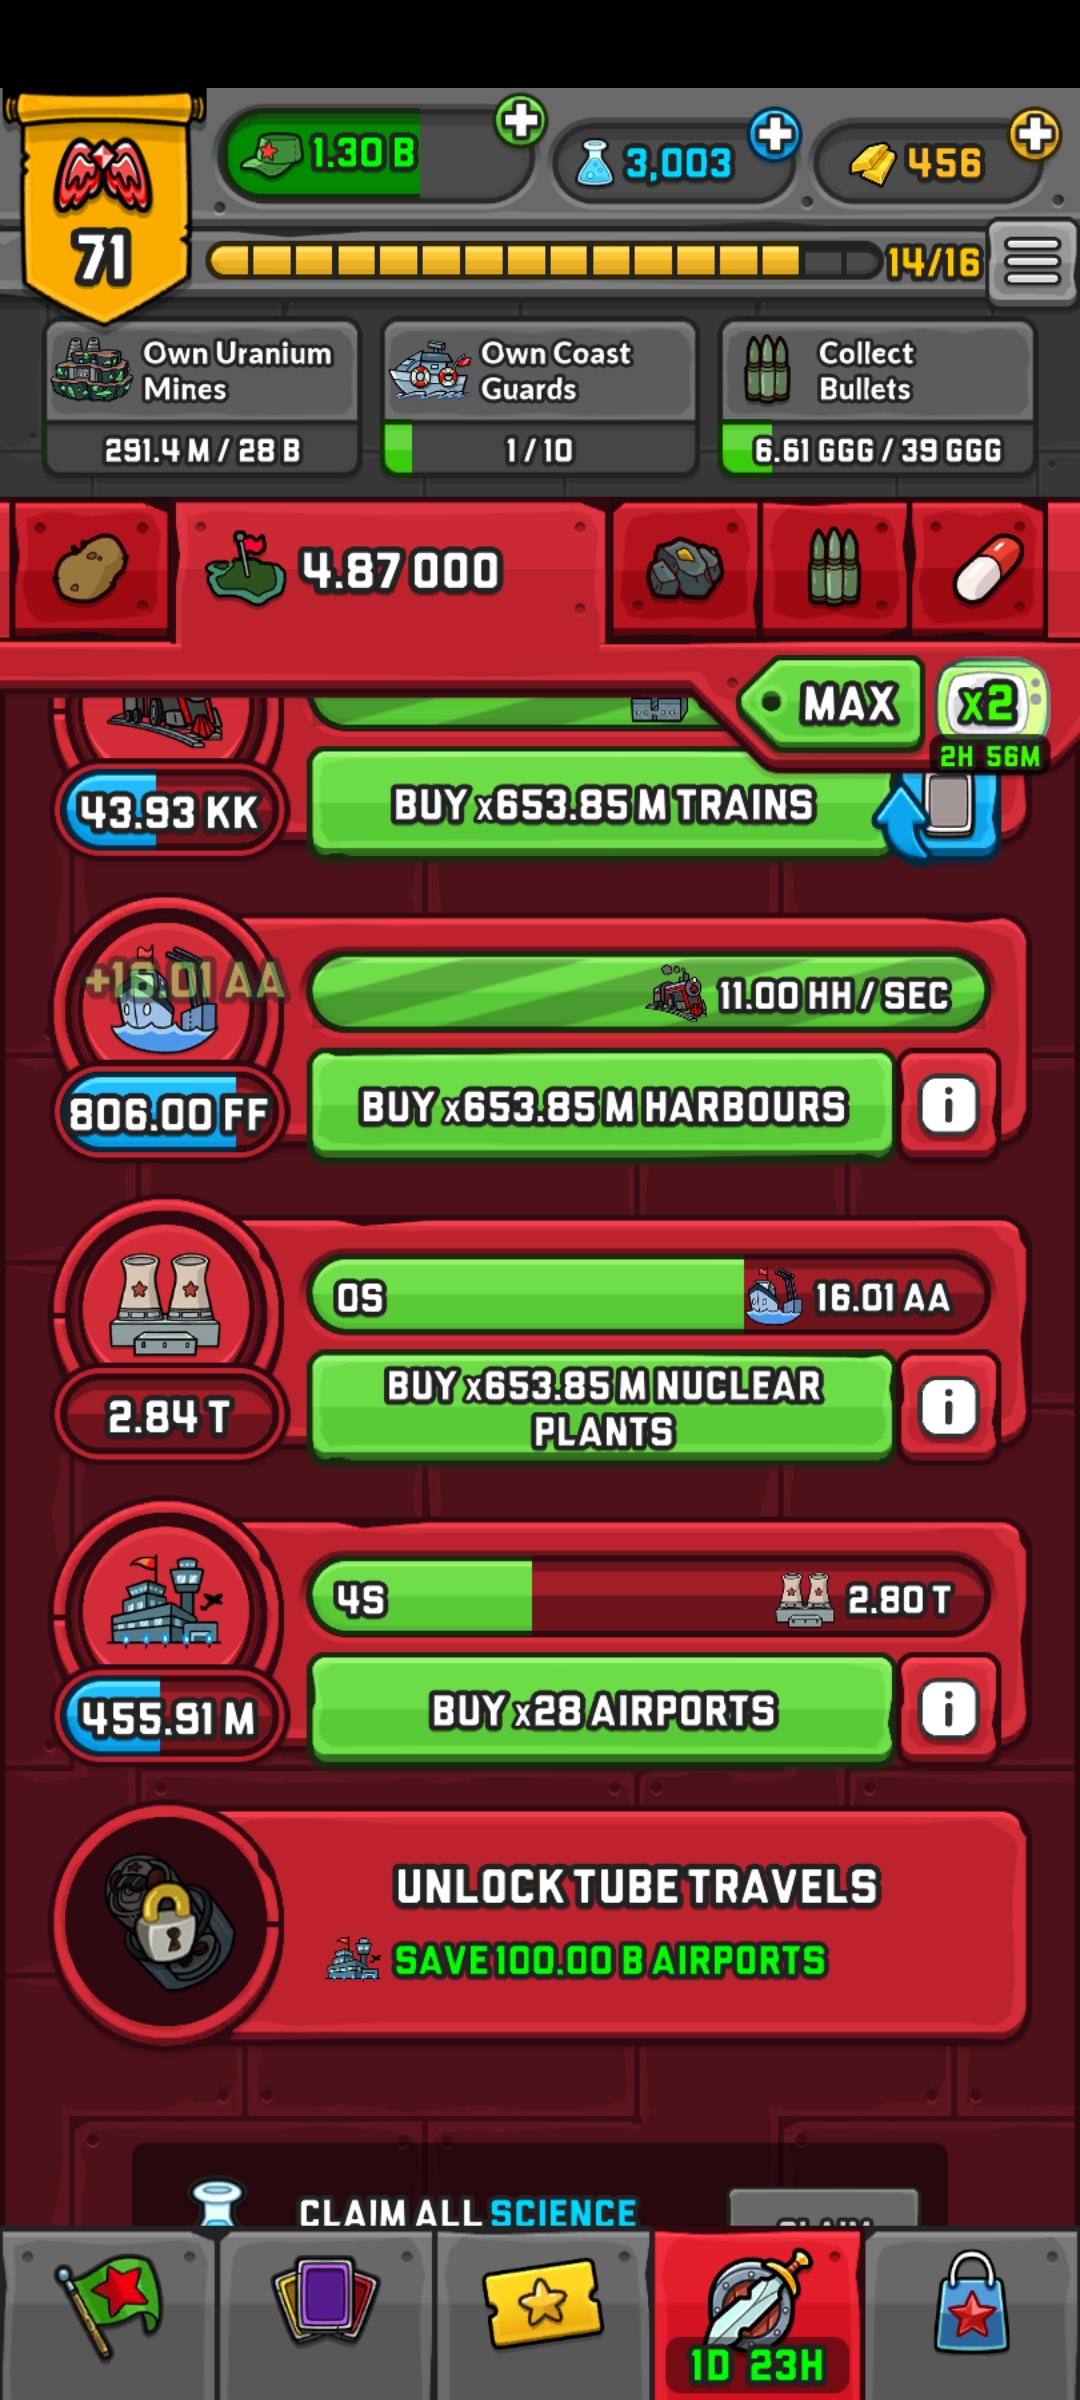 1.30 B
3,003
456
71
14/16
Own Uranium
Mines
291.4 M / 28 B
Own Coast
Guards
1 / 10
Collect
Bullets
6.61 GGG / 39 GGG
4.87 000
MAX
x2
2H 56M
43.93 KK
BUY x653.85 M TRAINS
+16.01 AA
11.00 HH / SEC
806.00 FF
BUY x653.85 M HARBOURS
i
0S
16.01 AA
2.84 T
BUY x653.85 M NUCLEAR
PLANTS
i
4S
2.80 T
455.91 M
BUY x28 AIRPORTS
i
UNLOCK TUBE TRAVELS
SAVE 100.00 B AIRPORTS
CLAIM ALL SCIENCE
CLAIM
1D 23H